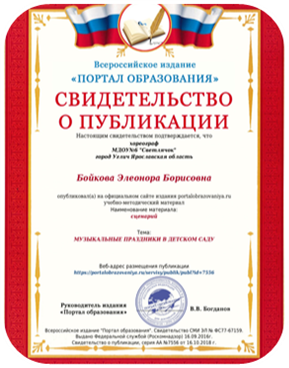 Всероссийское издание
«ПОРТАЛ ОБРАЗОВАНИЯ»
СВИДЕТЕЛЬСТВО
О ПУБЛИКАЦИИ
Настоящим свидетельством подтверждается, что
хореограф
МДОУ№6 "Светлячок"
город Углич Ярославская область
Бойкова Элеонора Борисовна
опубликовал(а) на официальном сайте издания portalobrazovaniya.ru
учебно-методический материал
Наименование материала:
сценарий
Тема:
МУЗЫКАЛЬНЫЕ ПРАЗДНИКИ В ДЕТСКОМ САДУ
Веб-адрес размещения публикации
https://portalobrazovaniya.ru/servisy/publik/publ?id=7556
Руководитель издания
«Портал образования»
В.В. Богданов
Всероссийское издание "Портал образования". Свидетельство СМИ ЭЛ № ФС77-67159.
Выдано Федеральной службой (Роскомнадзор) 16.09.2016г.
Свидетельство о публикации, серия АА №7556 от 16.10.2018 г.